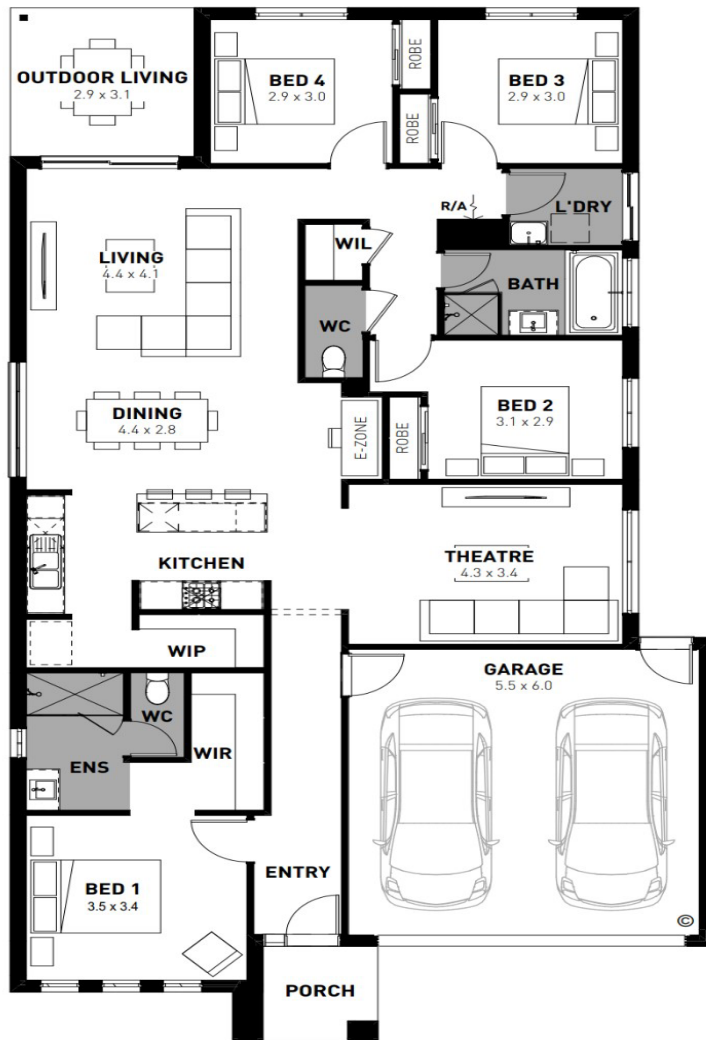 OUTDOOR LIVING
2.9 x 3.1
BED 4
2.9 x 3.0
ROBE
ROBE
BED 3
2.9 x 3.0
R/A
L'DRY
LIVING
4.4 x 4.1
WIL
BATH
WC
DINING
4.4 x 2.8
E-ZONE
ROBE
BED 2
3.1 x 2.9
KITCHEN
THEATRE
4.3 x 3.4
WIP
GARAGE
5.5 x 6.0
WC
WIR
ENS
BED 1
3.5 x 3.4
ENTRY
©
PORCH